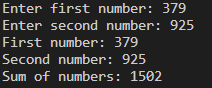 Enter first number: 379
Enter second number: 925
First number: 379
Second number: 925
Sum of numbers: 1502